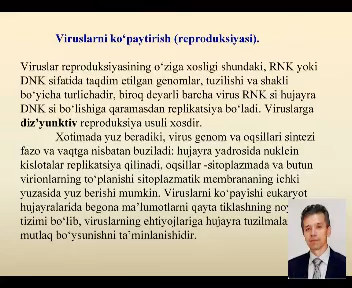 Viruslarni ko‘paytirish (reproduksiyasi).
Viruslar reproduksiyasining o‘ziga xosligi shundaki, RNK yoki
DNK sifatida taqdim etilgan genomlar, tuzilishi va shakli
bo‘yicha turlichadir, biroq deyarli barcha virus RNK si hujayra
DNK si bo‘lishiga qaramasdan replikatsiya bo‘ladi. Viruslarga
diz’yunktiv reproduksiya usuli xosdir.
Xotimada yuz beradiki, virus genom va oqsillari sintezi
fazo va vaqtga nisbatan buziladi: hujayra yadrosida nuklein
kislotalar replikatsiya qilinadi, oqsillar -sitoplazmada va butun
virionlarning to‘planishi sitoplazmatik membrananing ichki
yuzasida yuz berishi mumkin. Viruslarni ko‘payishi eukaryot
hujayralarida begona ma’lumotlarni qayta tiklashning
tizimi bo‘lib, viruslarning ehtiyojlariga hujayra
mutlaq bo‘ysunishni ta’minlanishidir.